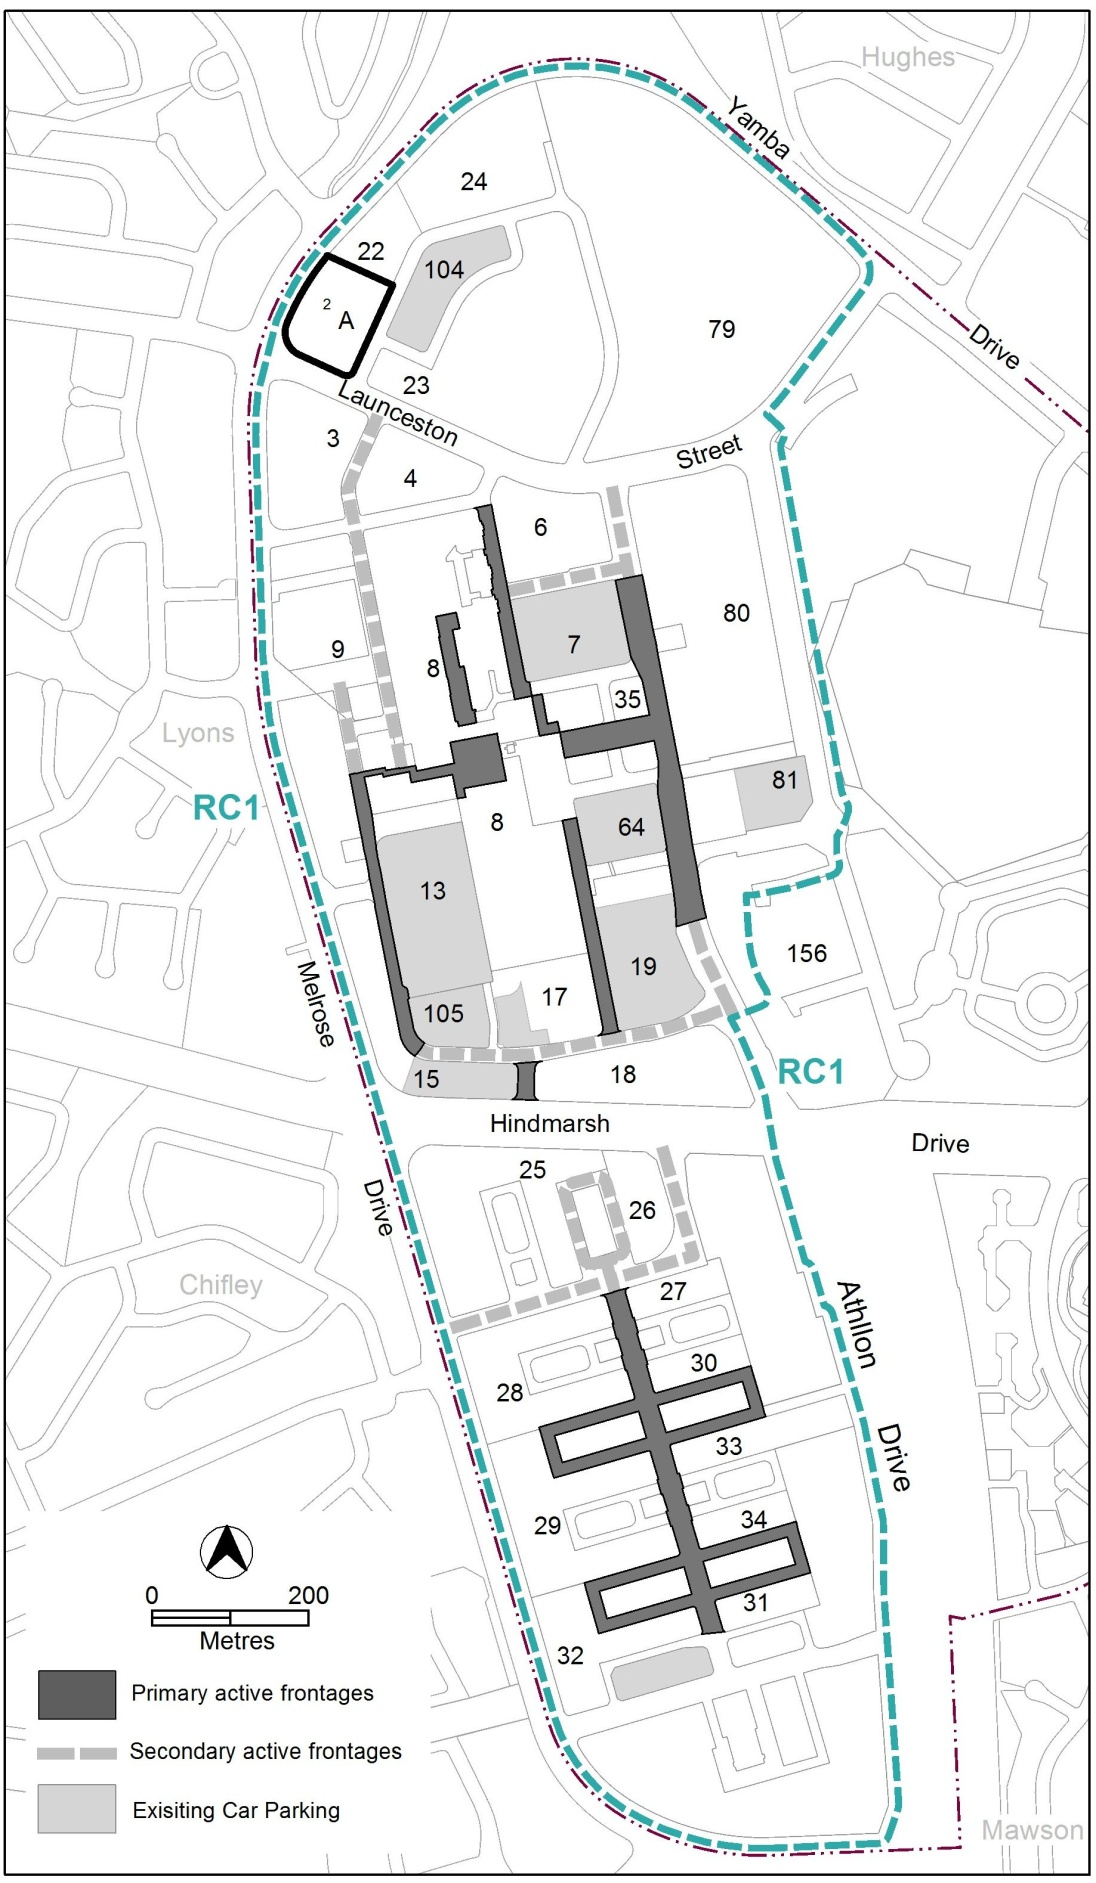 Hughes
Yamba
24
22
104
2
A
79
Drive
23
Launceston
3
Street
4
6
80
7
9
8
35
Lyons
81
RC1
8
64
13
156
19
17
Melrose
105
RC1
15
18
Hindmarsh
Drive
25
Drive
26
Chifley
27
Athllon
30
28
33
Drive
34
29
0 200
Metres
31
32
Primary active frontages
Secondary active frontages
Exisiting Car Parking
Mawson